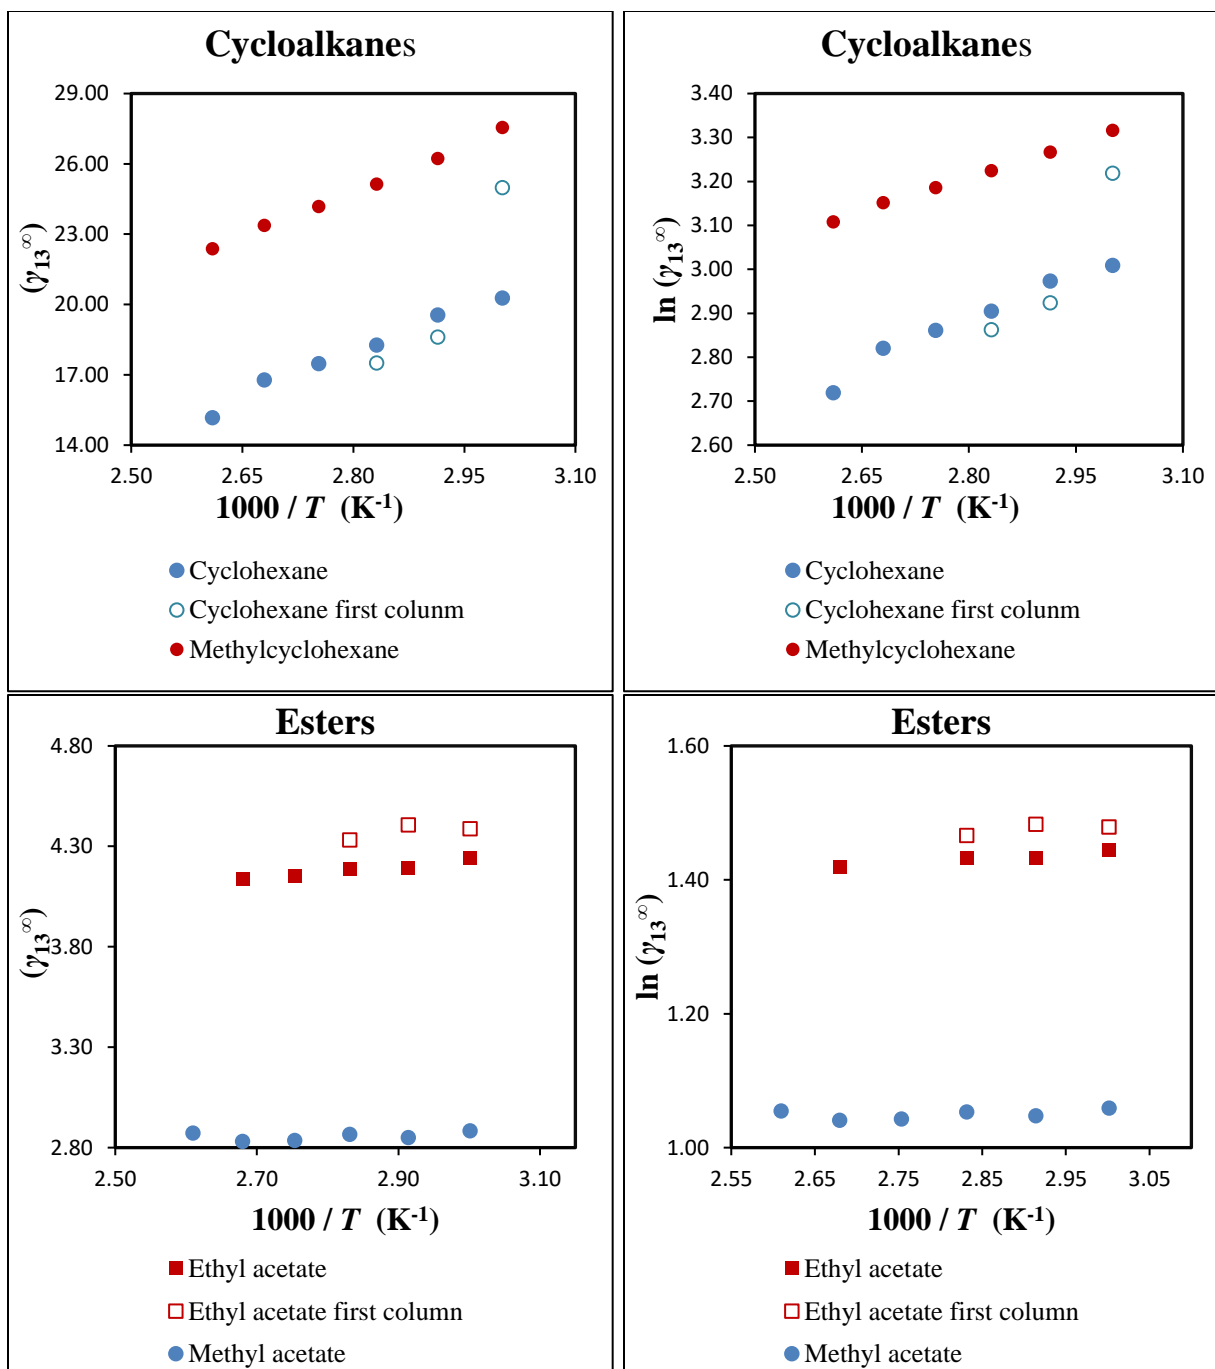 Cycloalkanes
29.00
26.00
23.00
20.00
17.00
14.00
(γ13∞)
2.50 2.65 2.80 2.95 3.10
1000 / T (K-1)
Cyclohexane
Cyclohexane first colunm
Methylcyclohexane
Cycloalkanes
3.40
3.30
3.20
3.10
3.00
2.90
2.80
2.70
2.60
ln (γ13∞)
2.50 2.65 2.80 2.95 3.10
1000 / T (K-1)
Cyclohexane
Cyclohexane first colunm
Methylcyclohexane
Esters
4.80
4.30
3.80
3.30
2.80
(γ13∞)
2.50 2.70 2.90 3.10
1000 / T (K-1)
Ethyl acetate
Ethyl acetate first column
Methyl acetate
Esters
1.60
1.40
1.20
1.00
ln (γ13∞)
2.55 2.65 2.75 2.85 2.95 3.05
1000 / T (K-1)
Ethyl acetate
Ethyl acetate first column
Methyl acetate